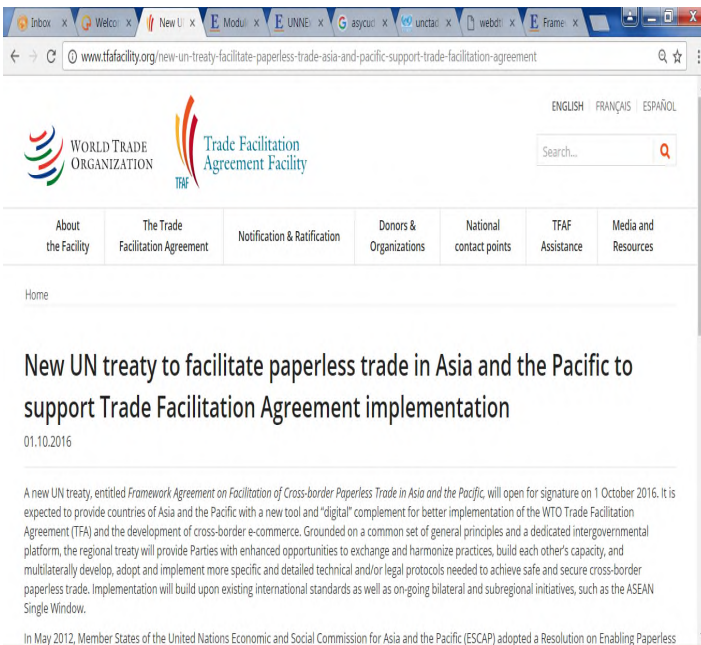 Inbox × Welcor × New U × E Modul × E UNNE × G asycud × unctad × webdt × E Frame ×
www.tfafacility.org/new-un-treaty-facilitate-paperless-trade-asia-and-pacific-support-trade-facilitation-agreement
ENGLISH | FRANÇAIS | ESPAÑOL
WORLD TRADE
ORGANIZATION
TFAF
Trade Facilitation
Agreement Facility
Search...
About
the Facility
The Trade
Facilitation Agreement
Notification & Ratification
Donors &
Organizations
National
contact points
TFAF
Assistance
Media and
Resources
Home
New UN treaty to facilitate paperless trade in Asia and the Pacific to
support Trade Facilitation Agreement implementation
01.10.2016
A new UN treaty, entitled Framework Agreement on Facilitation of Cross-border Paperless Trade in Asia and the Pacific, will open for signature on 1 October 2016. It is
expected to provide countries of Asia and the Pacific with a new tool and "digital" complement for better implementation of the WTO Trade Facilitation
Agreement (TFA) and the development of cross-border e-commerce. Grounded on a common set of general principles and a dedicated intergovernmental
platform, the regional treaty will provide Parties with enhanced opportunities to exchange and harmonize practices, build each other's capacity, and
multilaterally develop, adopt and implement more specific and detailed technical and/or legal protocols needed to achieve safe and secure cross-border
paperless trade. Implementation will build upon existing international standards as well as on-going bilateral and subregional initiatives, such as the ASEAN
Single Window.
In May 2012, Member States of the United Nations Economic and Social Commission for Asia and the Pacific (ESCAP) adopted a Resolution on Enabling Paperless